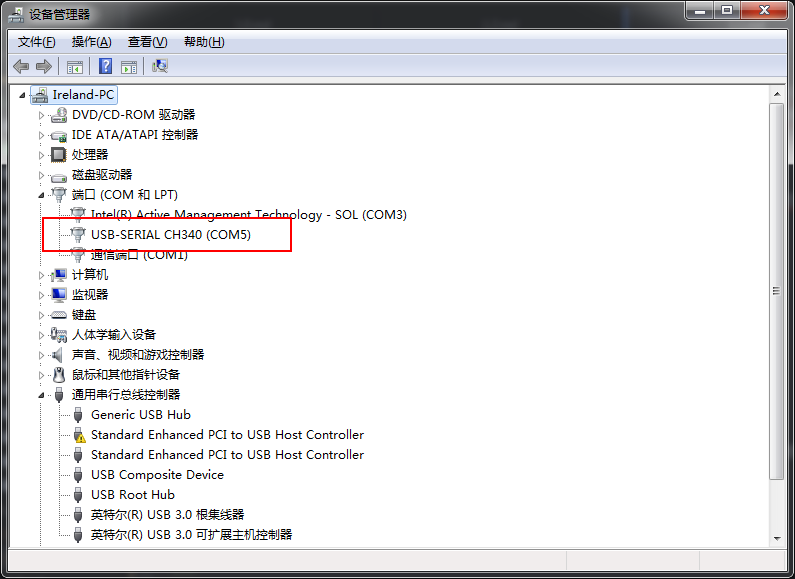 设备管理器
文件(F) 操作(A) 查看(V) 帮助(H)
Ireland-PC
DVD/CD-ROM 驱动器
IDE ATA/ATAPI 控制器
处理器
磁盘驱动器
端口 (COM 和 LPT)
Intel(R) Active Management Technology - SOL (COM3)
USB-SERIAL CH340 (COM5)
通信端口 (COM1)
计算机
监视器
键盘
人体学输入设备
声音、视频和游戏控制器
鼠标和其他指针设备
通用串行总线控制器
Generic USB Hub
Standard Enhanced PCI to USB Host Controller
Standard Enhanced PCI to USB Host Controller
USB Composite Device
USB Root Hub
英特尔(R) USB 3.0 根集线器
英特尔(R) USB 3.0 可扩展主机控制器